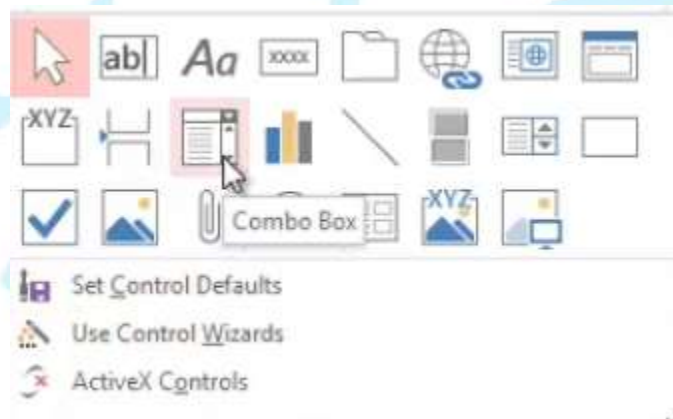 ab Aa XXXX
XYZ
Combo Box XYZ
Set Control Defaults
Use Control Wizards
ActiveX Controls